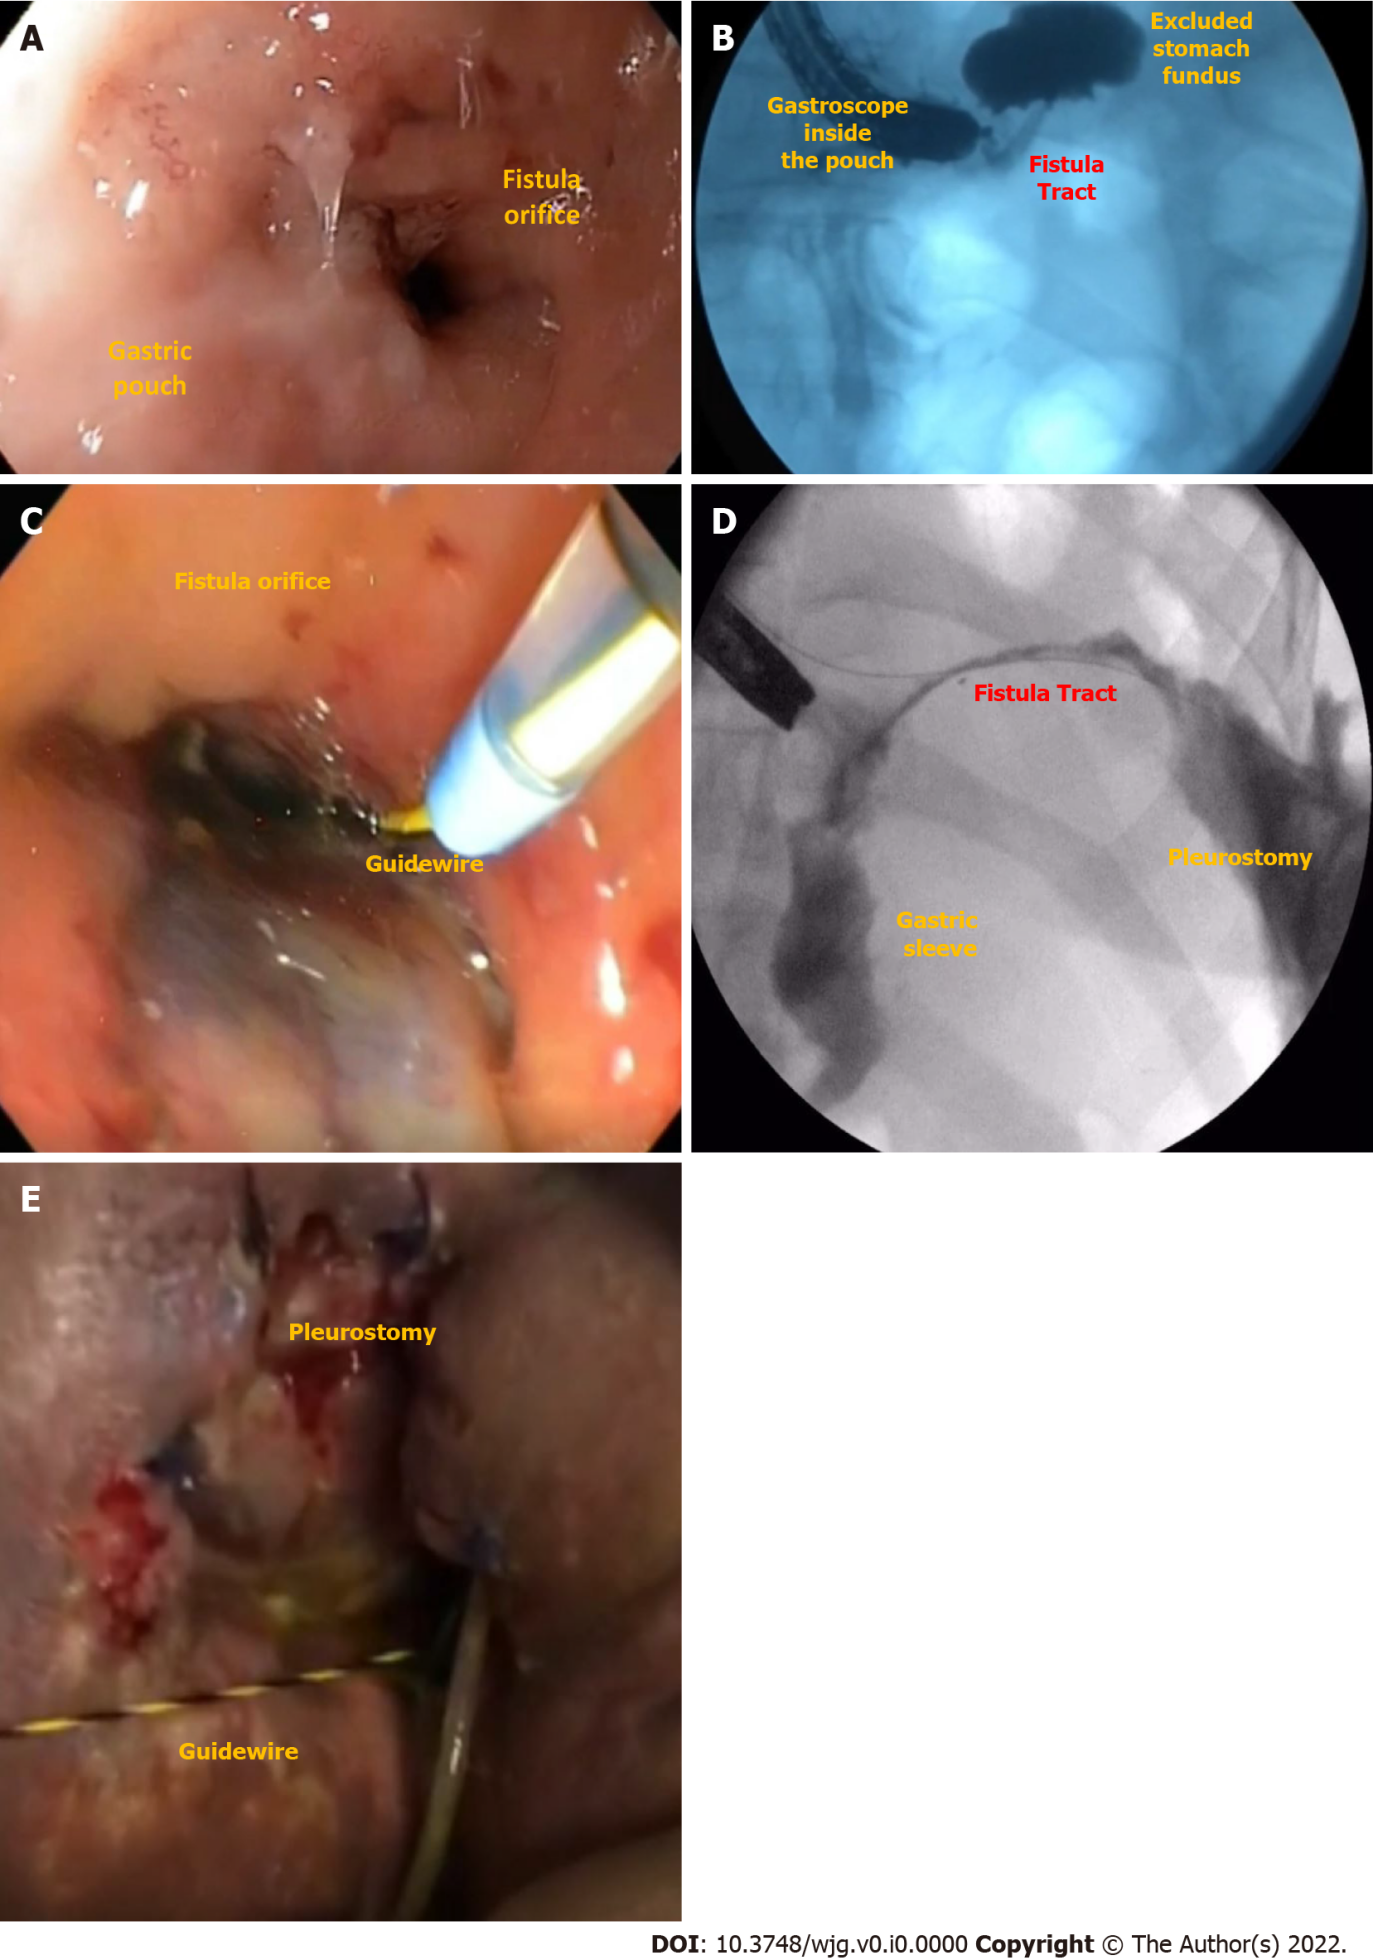 A
Fistula
orifice
Gastric
pouch
B
Excluded
stomach
fundus
Gastroscope
inside
the pouch
Fistula
Tract
C
Fistula orifice
Guidewire
D
Fistula Tract
Pleurostomy
Gastric
sleeve
E
Pleurostomy
Guidewire
DOI: 10.3748/wjg.v0.i0.0000 Copyright © The Author(s) 2022.